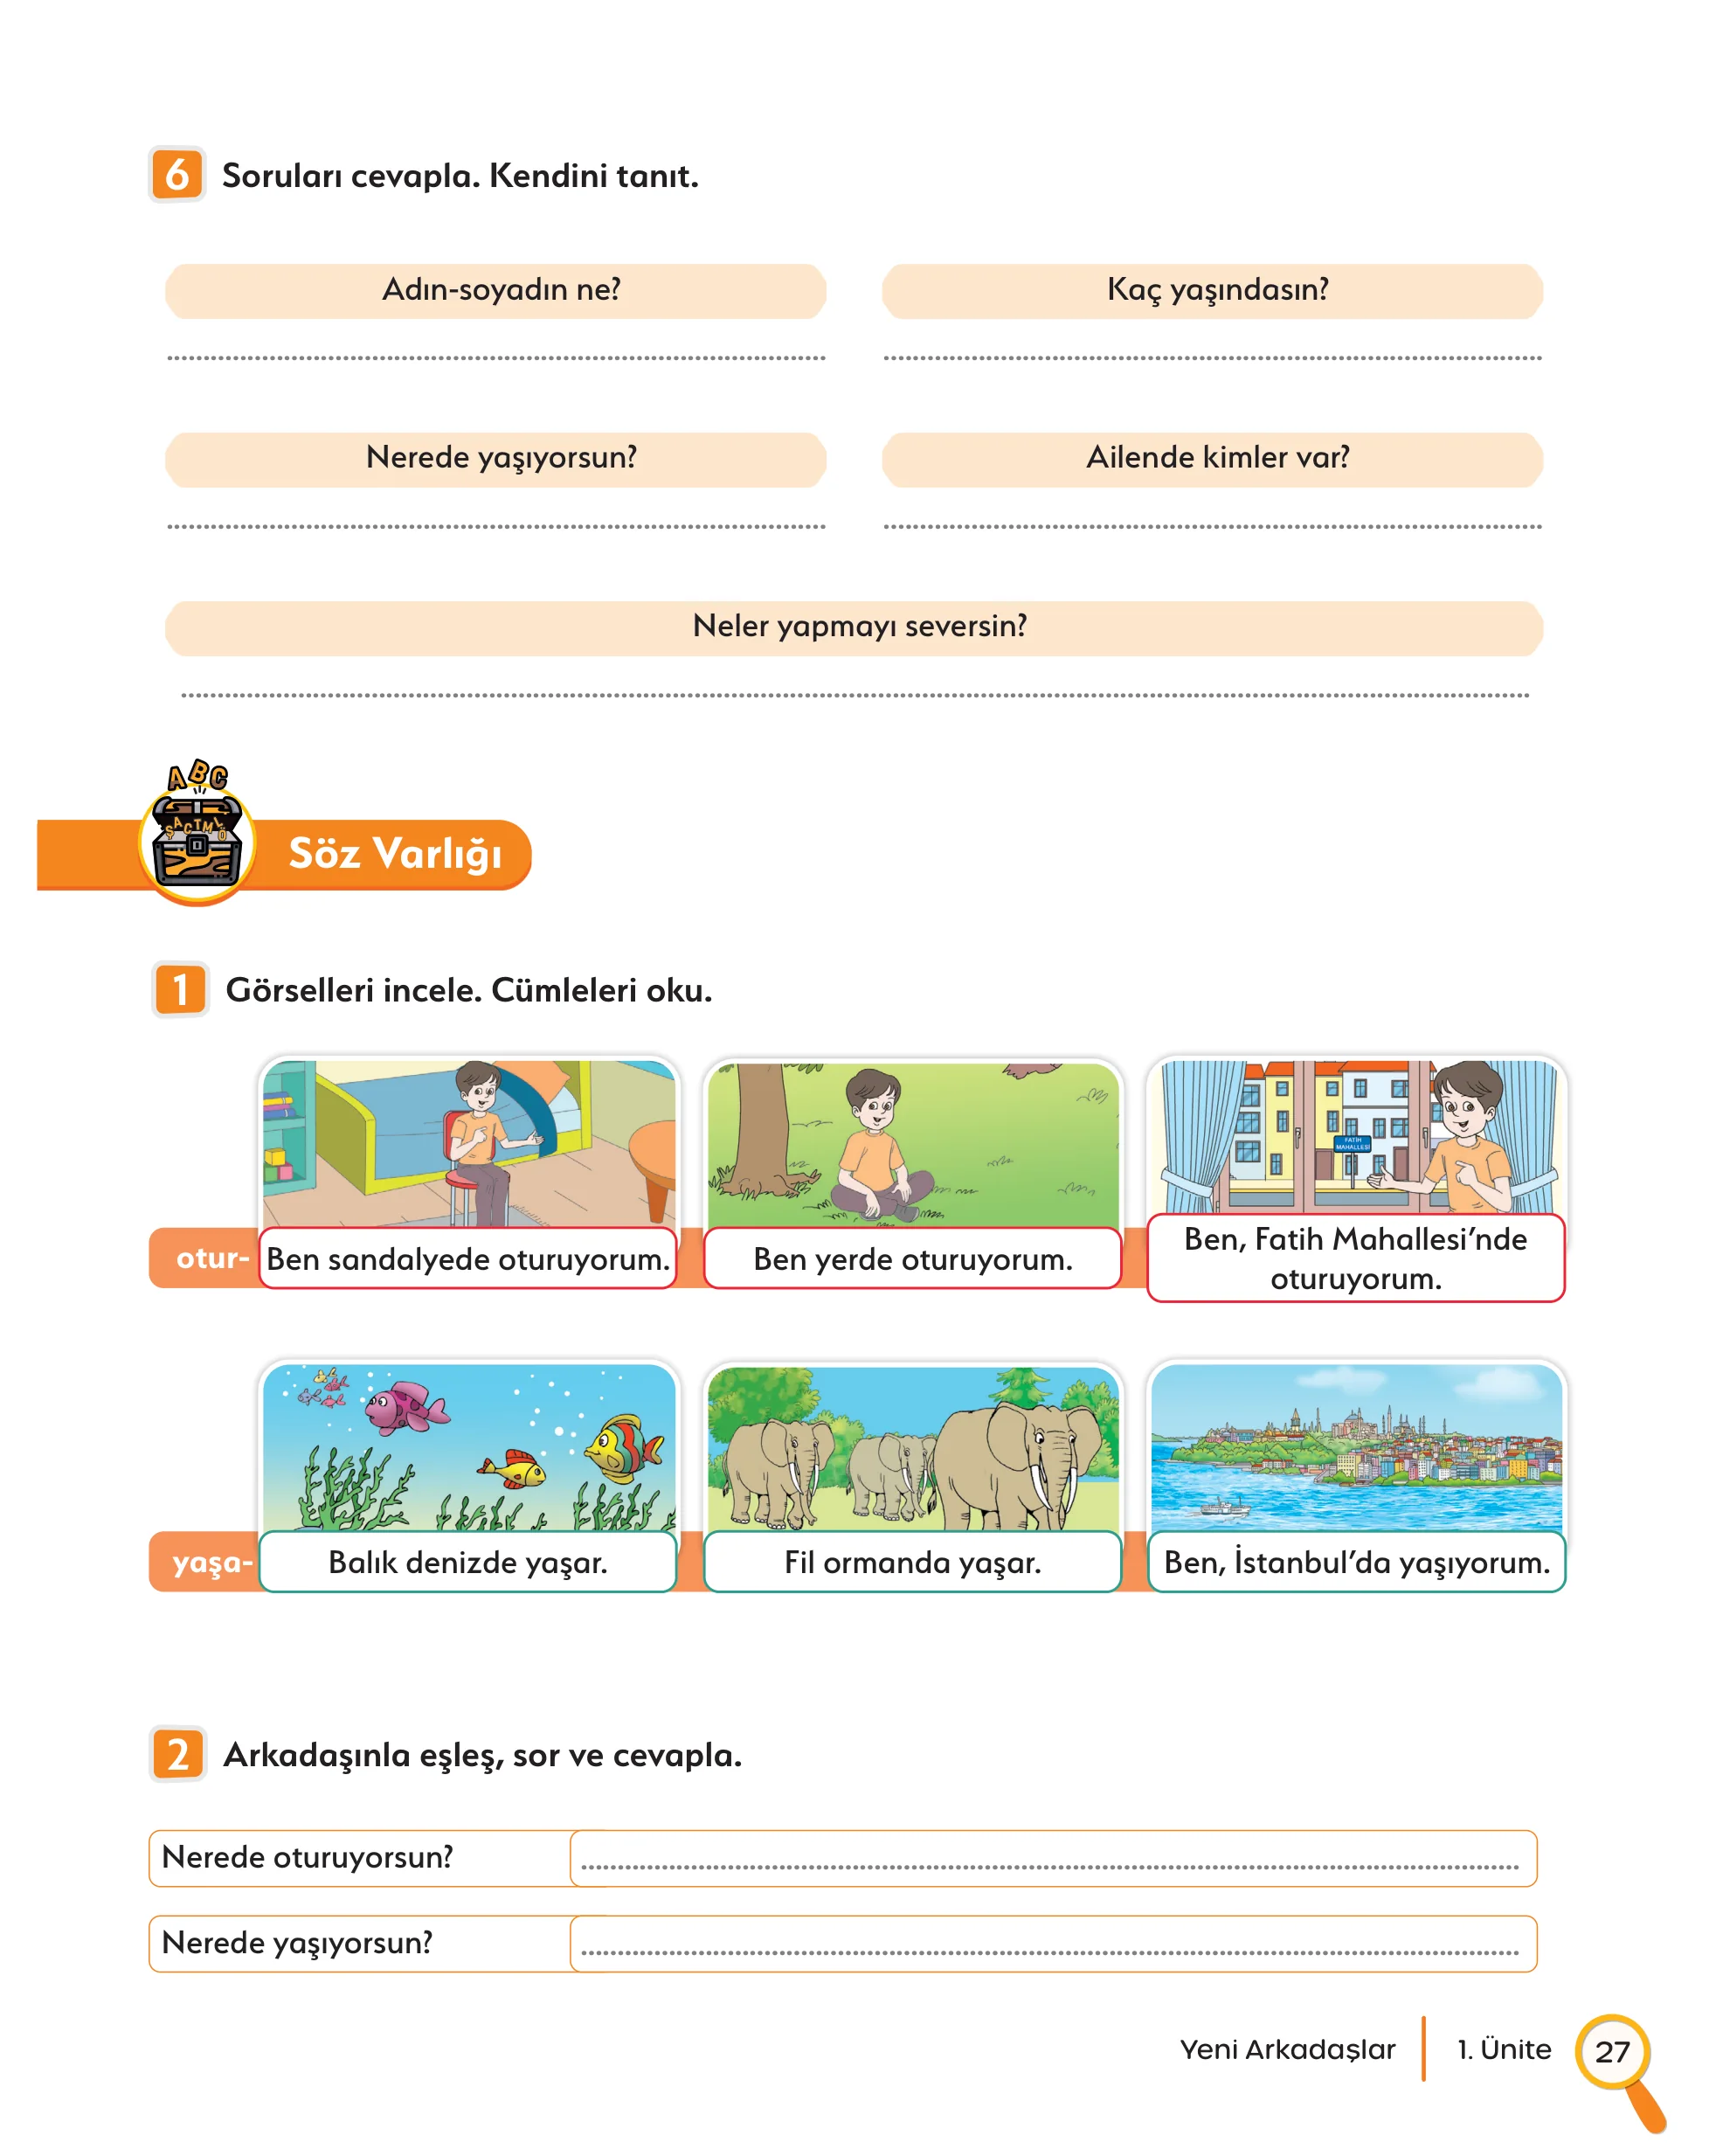 6 Soruları cevapla. Kendini tanıt.
Adın-soyadın ne?
Kaç yaşındasın?
Nerede yaşıyorsun?
Ailende kimler var?
Neler yapmayı seversin?
ABC
Söz Varlığı
1 Görselleri incele. Cümleleri oku.
FATİH
MAHALLESİ
otur-
Ben sandalyede oturuyorum.
Ben yerde oturuyorum.
Ben, Fatih Mahallesi’nde
oturuyorum.
yaşa-
Balık denizde yaşar.
Fil ormanda yaşar.
Ben, İstanbul’da yaşıyorum.
2 Arkadaşınla eşleş, sor ve cevapla.
Nerede oturuyorsun?
Nerede yaşıyorsun?
Yeni Arkadaşlar
1. Ünite
27